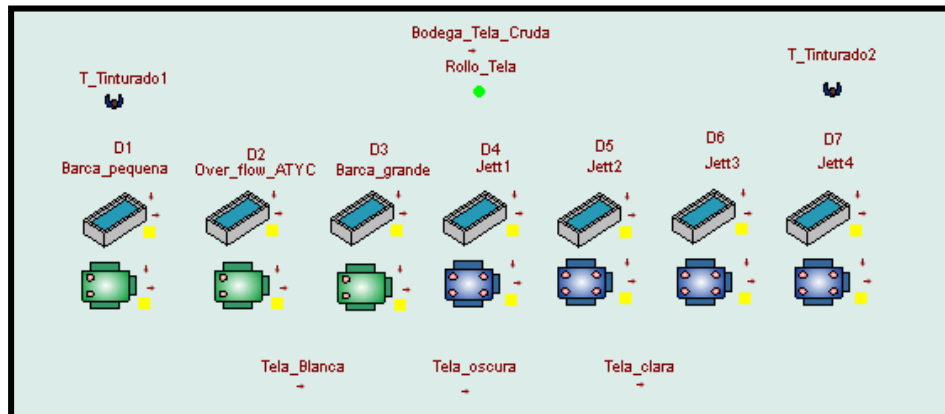 Bodega_Tela_Cruda
Rollo_Tela
T_Tinturado1
T_Tinturado2
D1
Barca_pequena
D2
Over_flow_ATYC
D3
Barca_grande
D4
Jett1
D5
Jett2
D6
Jett3
D7
Jett4
Tela_Blanca
Tela_oscura
Tela_clara